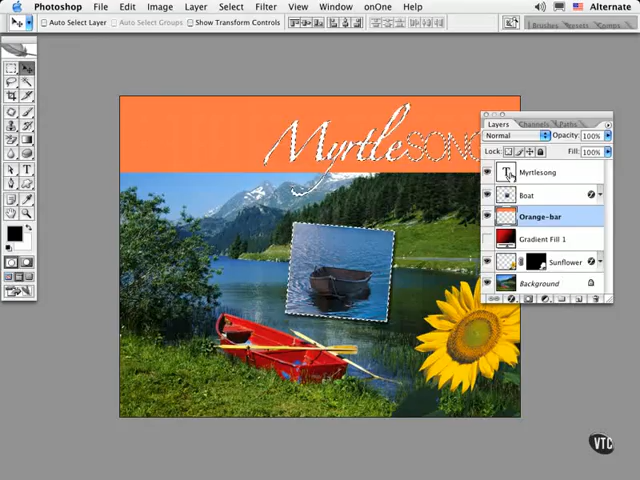 Photoshop File Edit Image Layer Select Filter View Window onOne Help Alternate
Auto Select Layer Auto Select Groups Show Transform Controls
Brushes Comps
Myrtlesong
Layers Channels Paths
Normal Opacity: 100%
Lock: Fill: 100%
T Myrtlesong
Boat
Orange-bar
Gradient Fill 1
Sunflower
Background
VTC